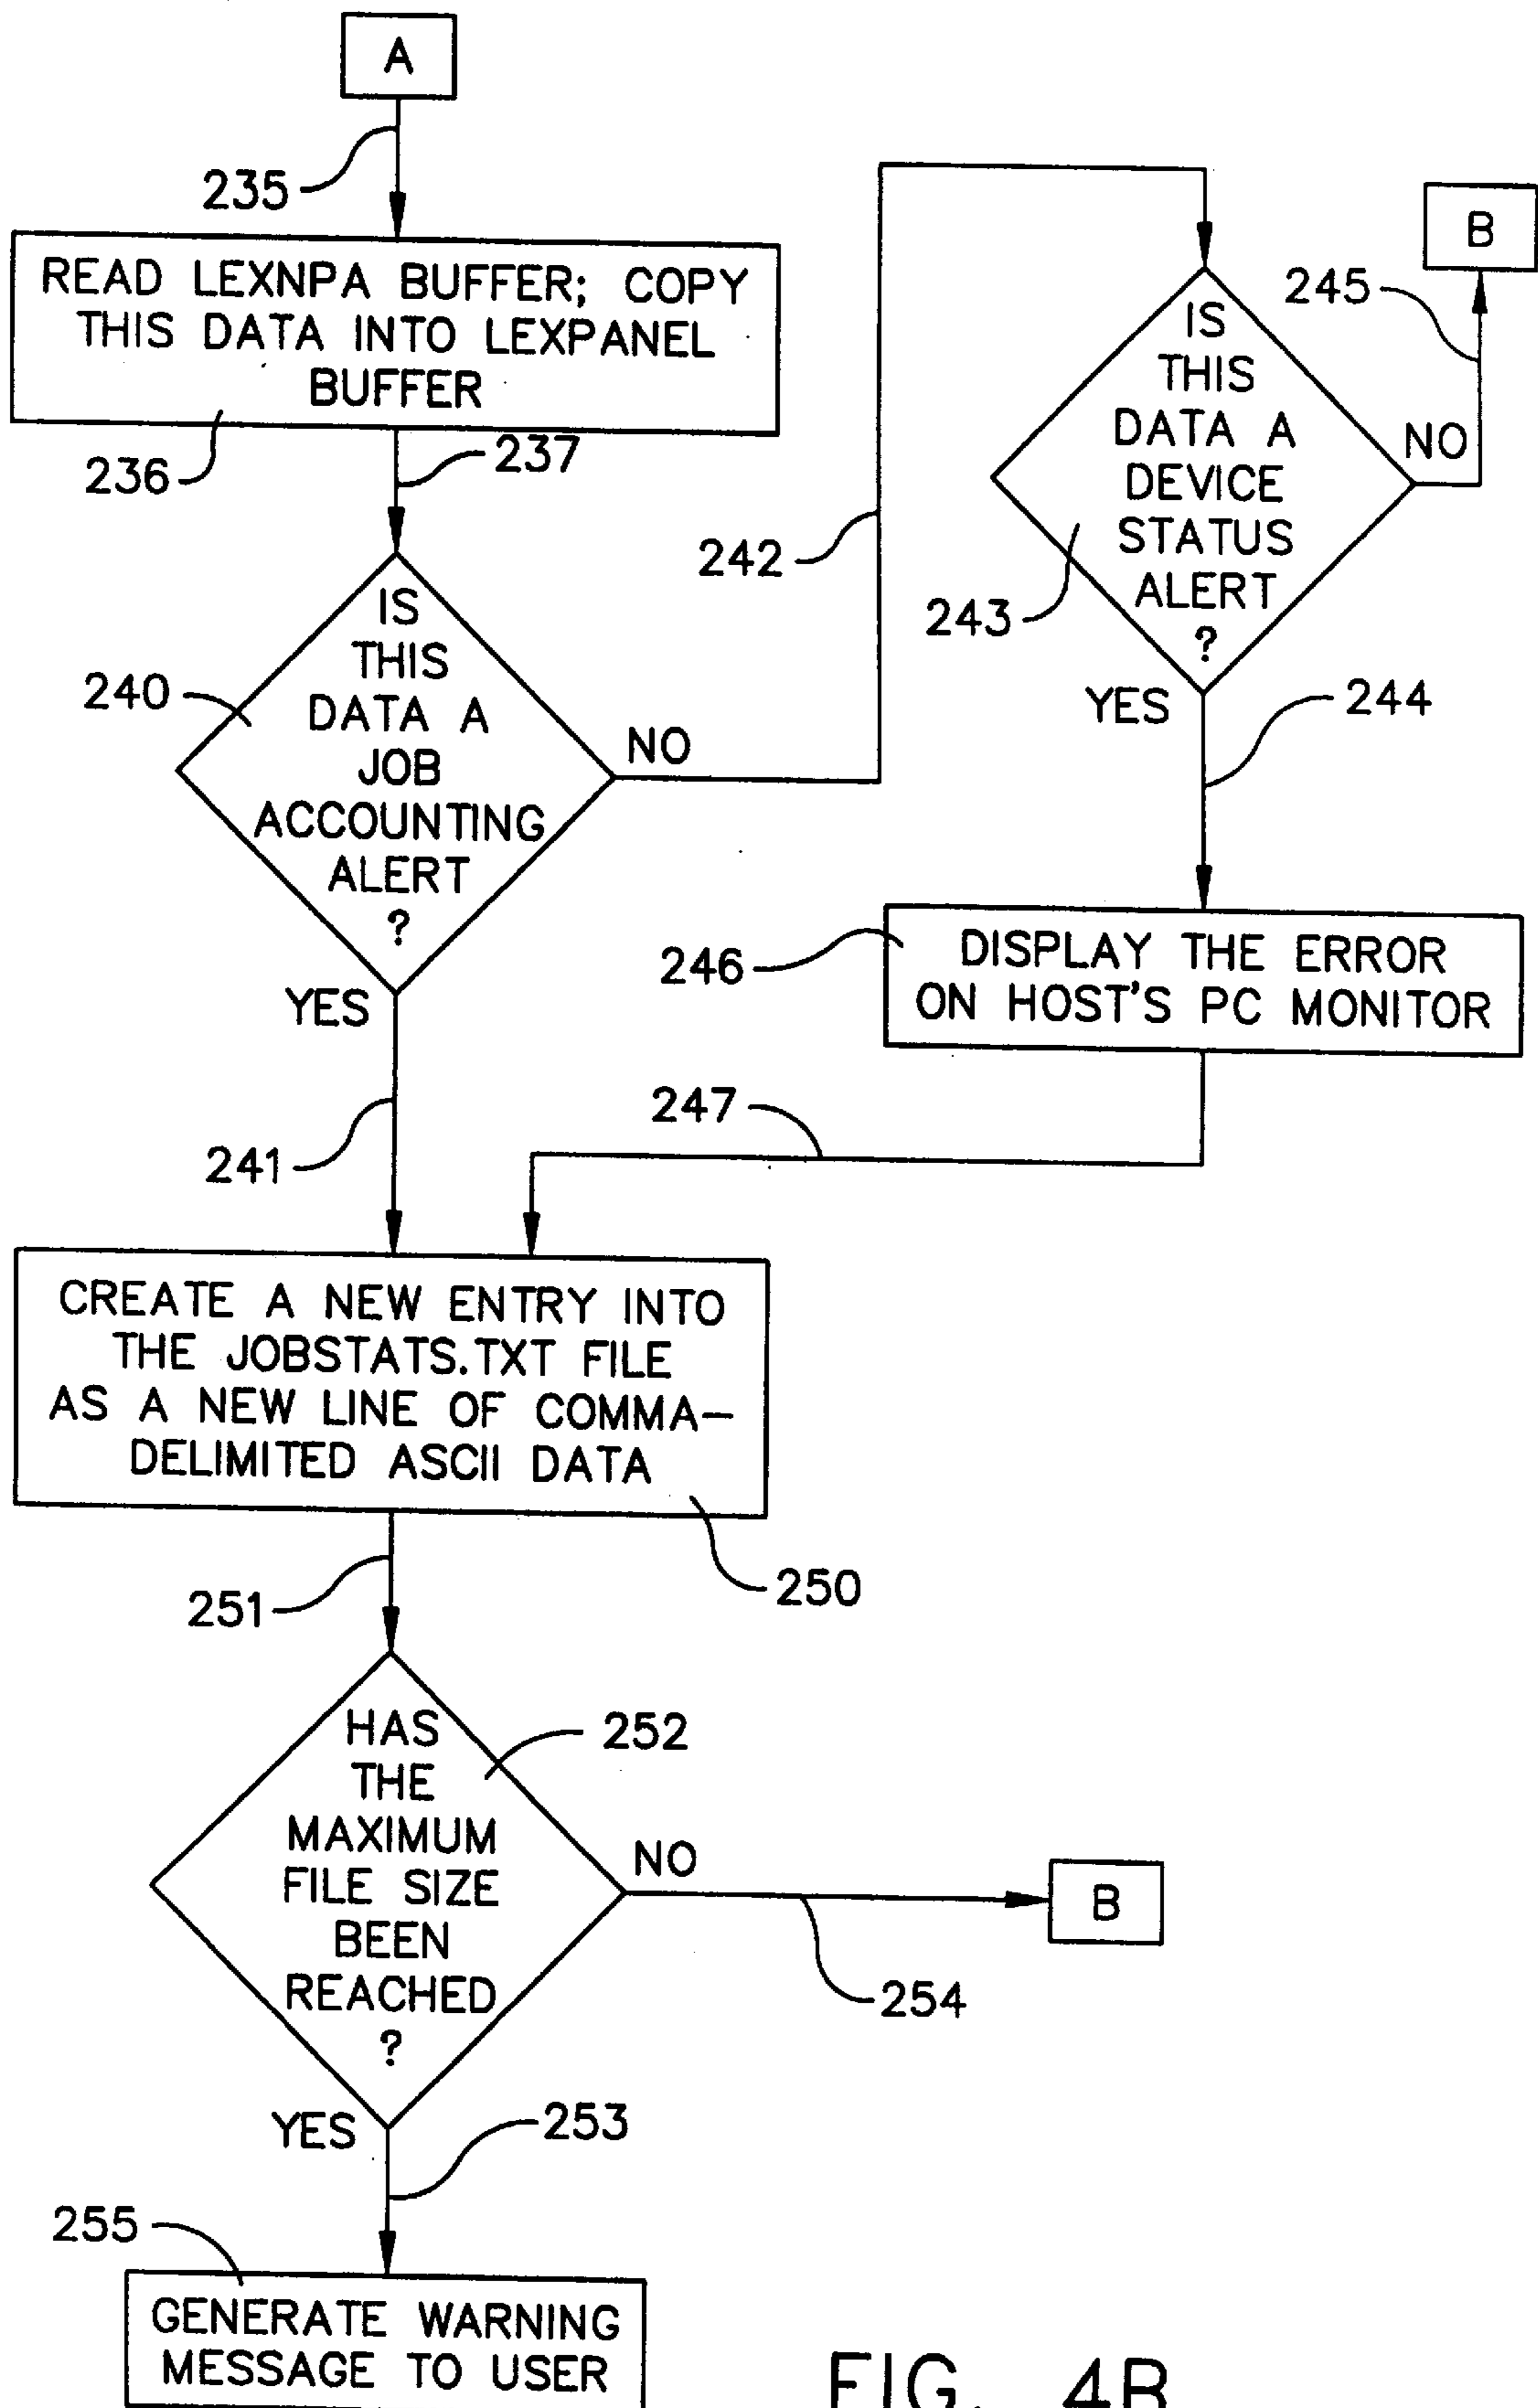 A
235
READ LEXNPA BUFFER; COPY
THIS DATA INTO LEXPANEL
BUFFER
236
237
IS
THIS
DATA A
JOB
ACCOUNTING
ALERT
?
240
NO
YES
242
IS
THIS
DATA A
DEVICE
STATUS
ALERT
?
243
NO
245
B
YES
244
246
DISPLAY THE ERROR
ON HOST'S PC MONITOR
247
241
CREATE A NEW ENTRY INTO
THE JOBSTATS.TXT FILE
AS A NEW LINE OF COMMA-
DELIMITED ASCII DATA
250
251
HAS
THE
MAXIMUM
FILE SIZE
BEEN
REACHED
?
252
NO
B
254
YES
253
255
GENERATE WARNING
MESSAGE TO USER
FIG. 4B